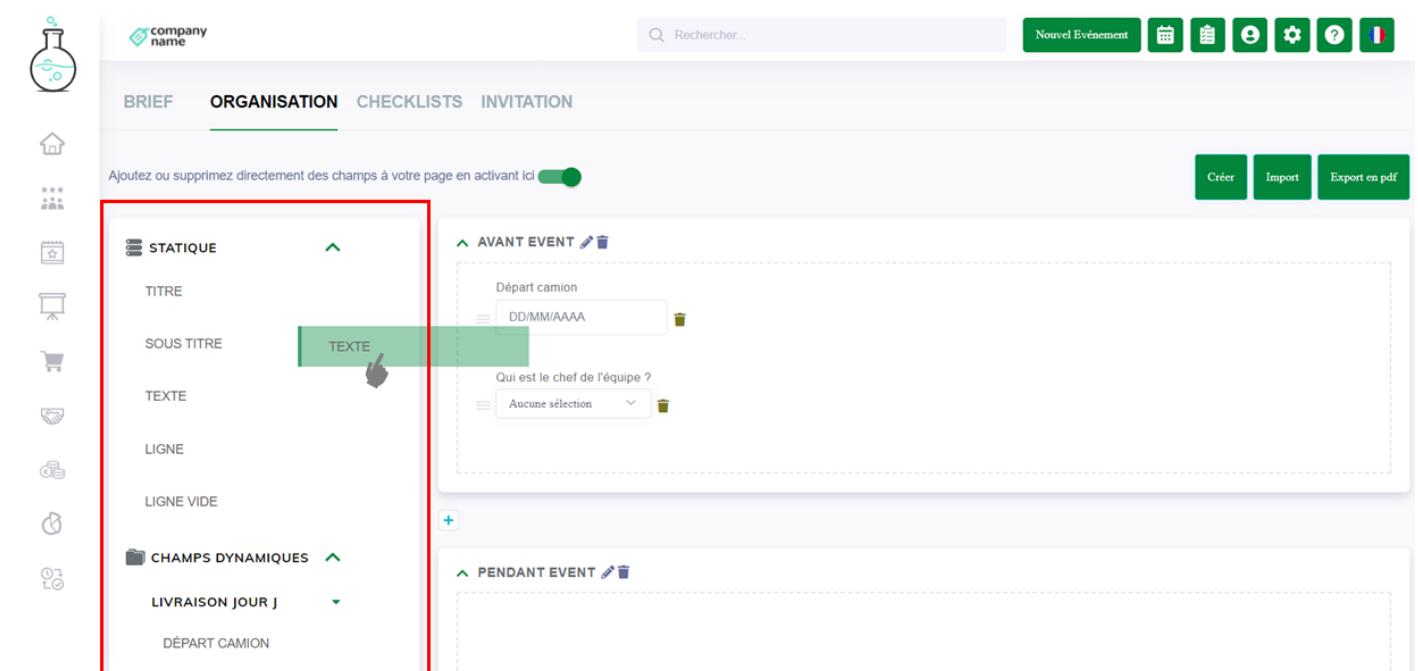 company
name
Rechercher...
Nouvel Evénement
BRIEF ORGANISATION CHECKLISTS INVITATION
Ajoutez ou supprimez directement des champs à votre page en activant ici
Créer Import Export en pdf
STATIQUE
TITRE
SOUS TITRE
TEXTE
TEXTE
LIGNE
LIGNE VIDE
CHAMPS DYNAMIQUES
LIVRAISON JOUR J
DÉPART CAMION
AVANT EVENT
Départ camion
DD/MM/AAAA
Qui est le chef de l'équipe ?
Aucune sélection
PENDANT EVENT